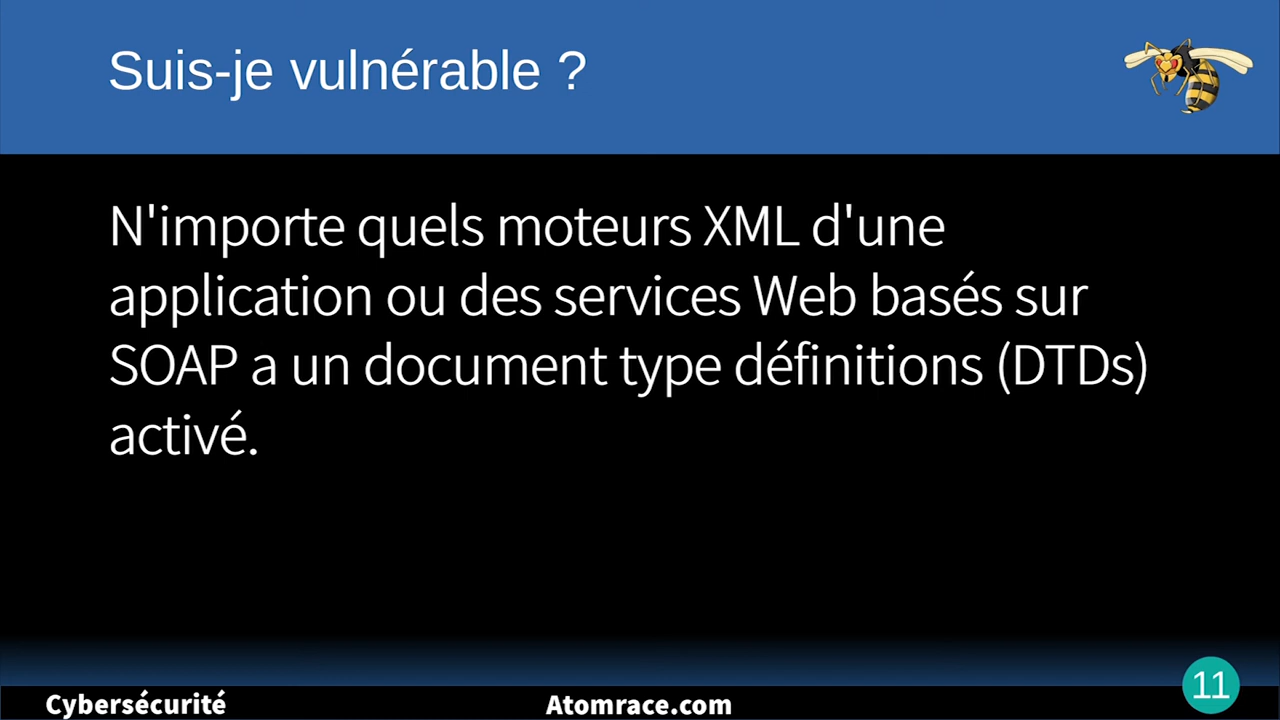 Suis-je vulnérable ?
N'importe quels moteurs XML d'une
application ou des services Web basés sur
SOAP a un document type définitions (DTDs)
activé.
Cybersécurité
Atomrace.com
11